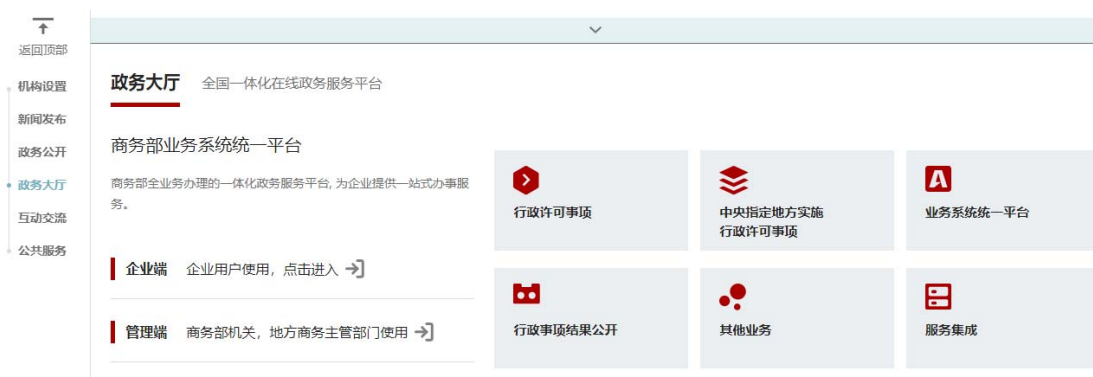 返回顶部
机构设置
新闻发布
政务公开
政务大厅
互动交流
公共服务
政务大厅 全国一体化在线政务服务平台
商务部业务系统统一平台
商务部全业务办理的一体化政务服务平台, 为企业提供一站式办事服
务。
企业端 企业用户使用，点击进入
管理端 商务部机关，地方商务主管部门使用
行政许可事项
中央指定地方实施
行政许可事项
A
业务系统统一平台
行政事项结果公开
其他业务
服务集成